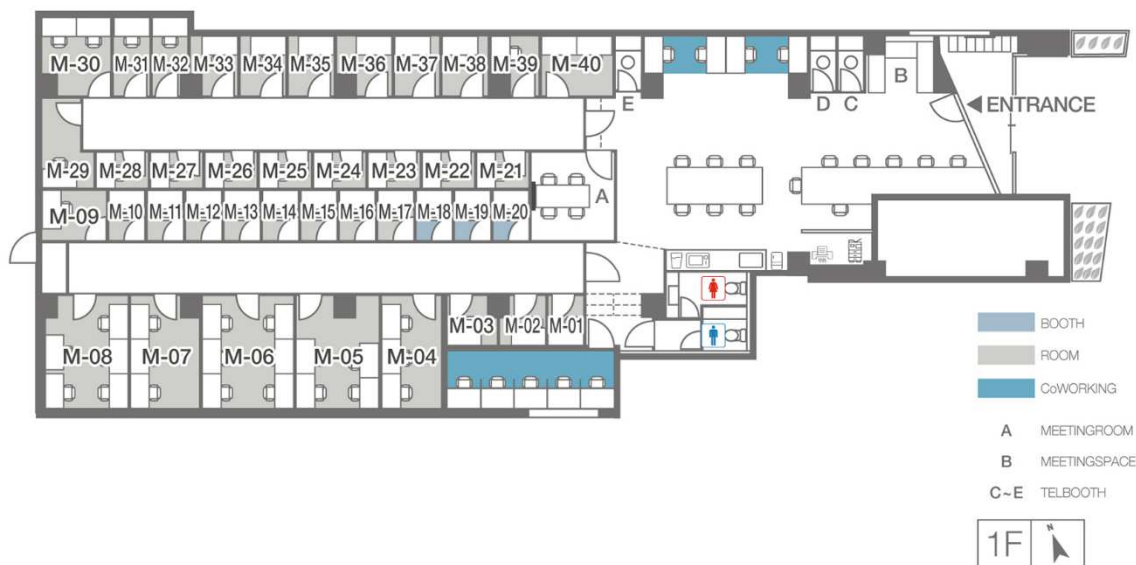 M-30 M-31 M-32 M-33 M-34 M-35 M-36 M-37 M-38 M-39 M-40
E
D
C
B
ENTRANCE
M-29 M-28 M-27 M-26 M-25 M-24 M-23 M-22 M-21
A
M-09 M-10 M-11 M-12 M-13 M-14 M-15 M-16 M-17 M-18 M-19 M-20
M-08 M-07 M-06 M-05 M-04 M-03 M-02 M-01
BOOTH
ROOM
CoWORKING
A MEETINGROOM
B MEETINGSPACE
C~E TELBOOTH
1F N